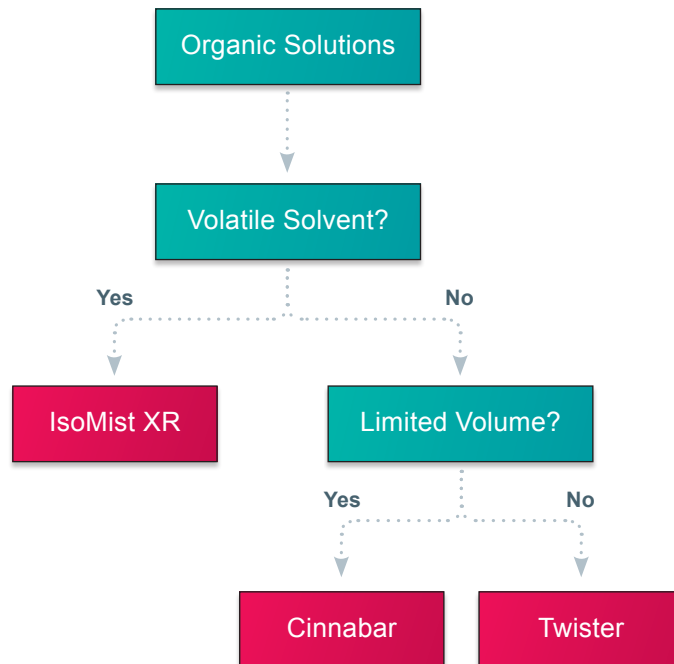 Organic Solutions
Volatile Solvent?
Yes
No
IsoMist XR
Limited Volume?
Yes
No
Cinnabar
Twister